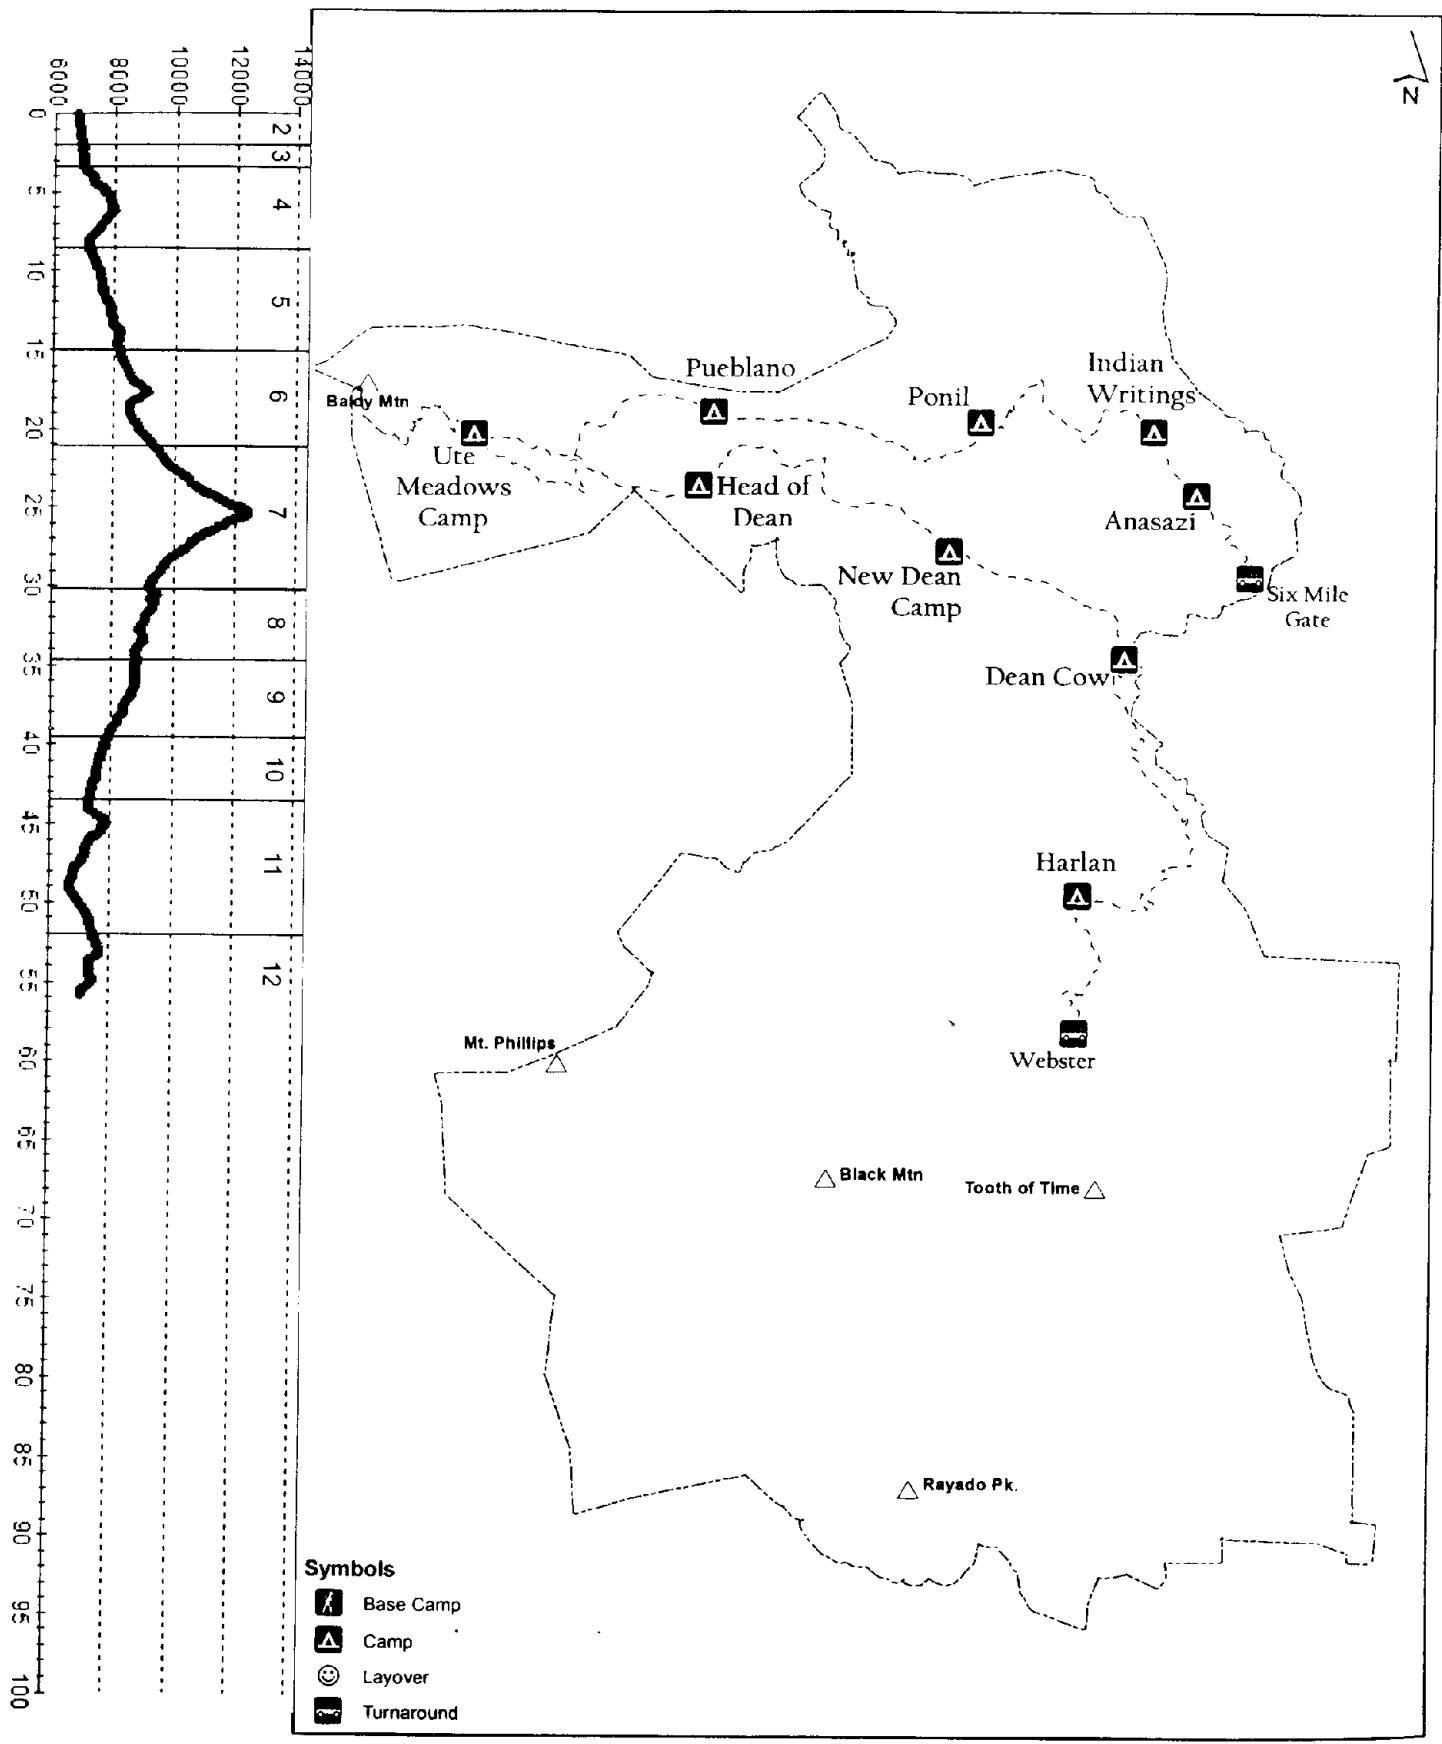 6000
8000
10000
12000
14000
0
5
10
15
20
25
30
35
40
45
50
55
60
65
70
75
80
85
90
95
100
2
3
4
5
6
7
8
9
10
11
12
N
Pueblano
Ponil
Indian
Writings
Baldy Mtn
Ute
Meadows
Camp
Head of
Dean
Anasazi
New Dean
Camp
Six Mile
Gate
Dean Cow
Harlan
Webster
Mt. Phillips
Black Mtn
Tooth of Time
Rayado Pk.
Symbols
Base Camp
Camp
Layover
Turnaround